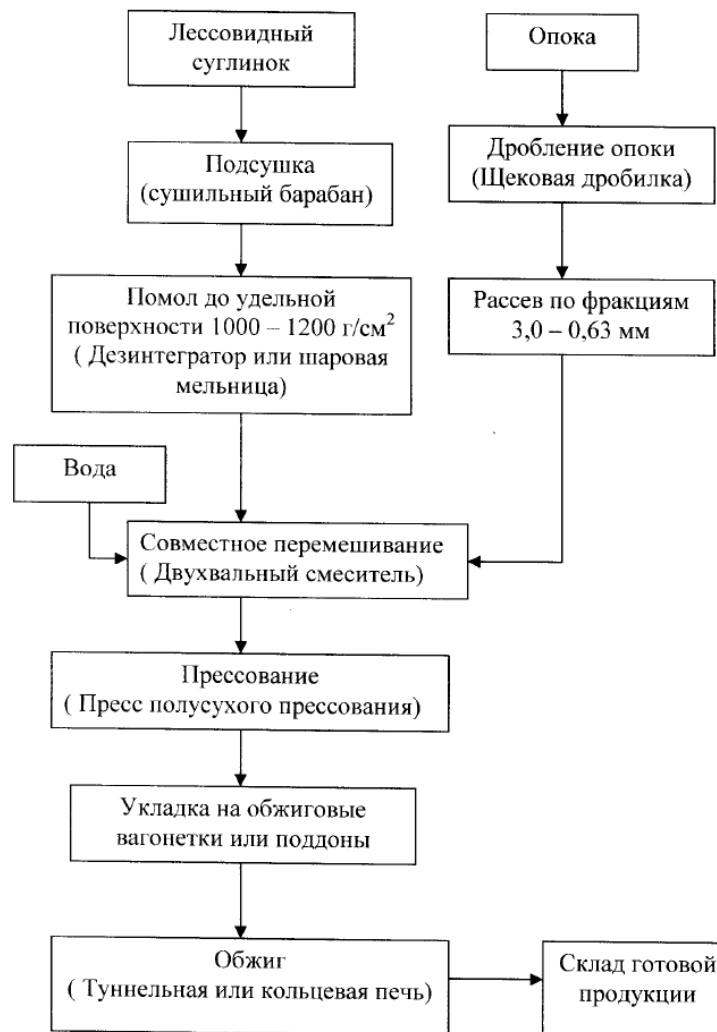 Лессовидный
суглинок
Опока
Подсушка
(сушильный барабан)
Дробление опоки
(Щековая дробилка)
Помол до удельной
поверхности 1000 – 1200 г/см²
( Дезинтегратор или шаровая
мельница)
Рассев по фракциям
3,0 – 0,63 мм
Вода
Совместное перемешивание
( Двухвальный смеситель)
Прессование
( Пресс полусухого прессования)
Укладка на обжиговые
вагонетки или поддоны
Обжиг
( Туннельная или кольцевая печь)
Склад готовой
продукции